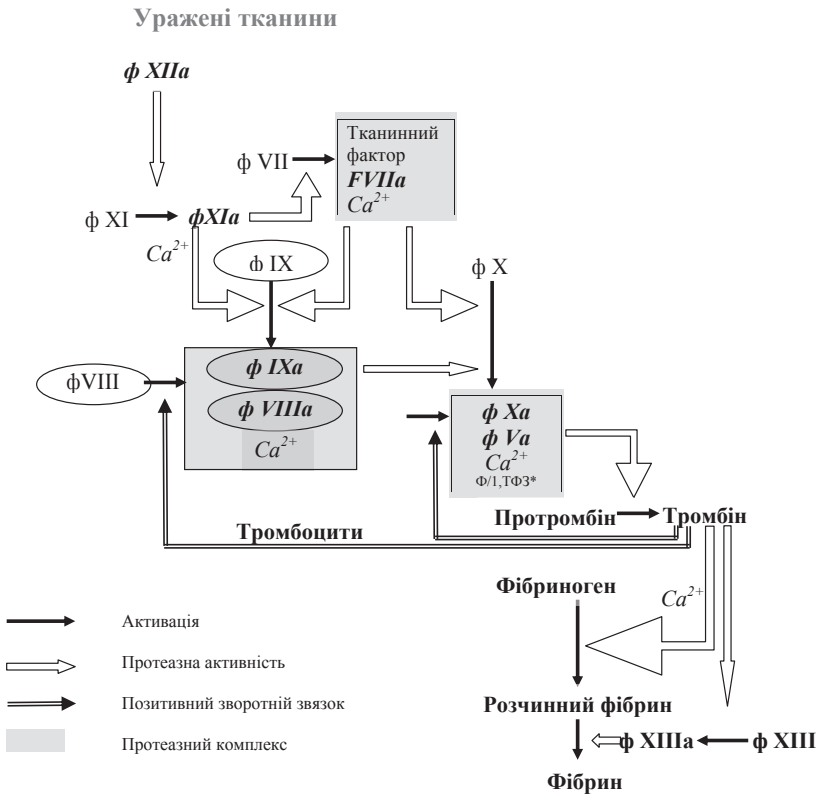 Уражені тканини
ф XIIa
Тканинний
фактор
FVIIa
Ca2+
ф VII
ф XI
фXIa
Ca2+
ф IX
ф X
фVIII
ф IXa
ф VIIIa
Ca2+
ф Xa
ф Va
Ca2+
Ф/1,ТФЗ*
Протромбін
Тромбін
Тромбоцити
Фібриноген
Ca2+
Активація
Протеазна активність
Позитивний зворотній звязок
Протеазний комплекс
Розчинний фібрин
ф XIIIa
ф XIII
Фібрин